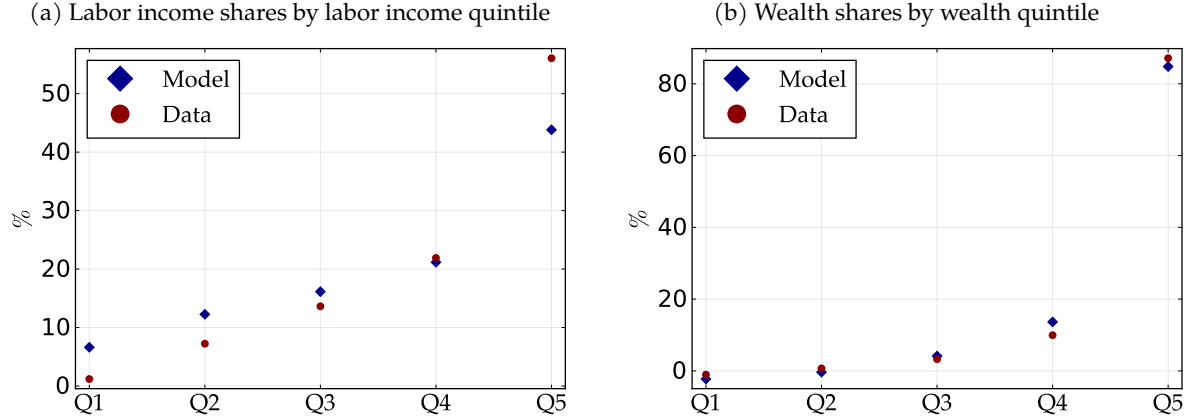 (a) Labor income shares by labor income quintile
%
50
40
30
20
10
0
Model
Data
Q1 Q2 Q3 Q4 Q5
(b) Wealth shares by wealth quintile
%
80
60
40
20
0
Model
Data
Q1 Q2 Q3 Q4 Q5